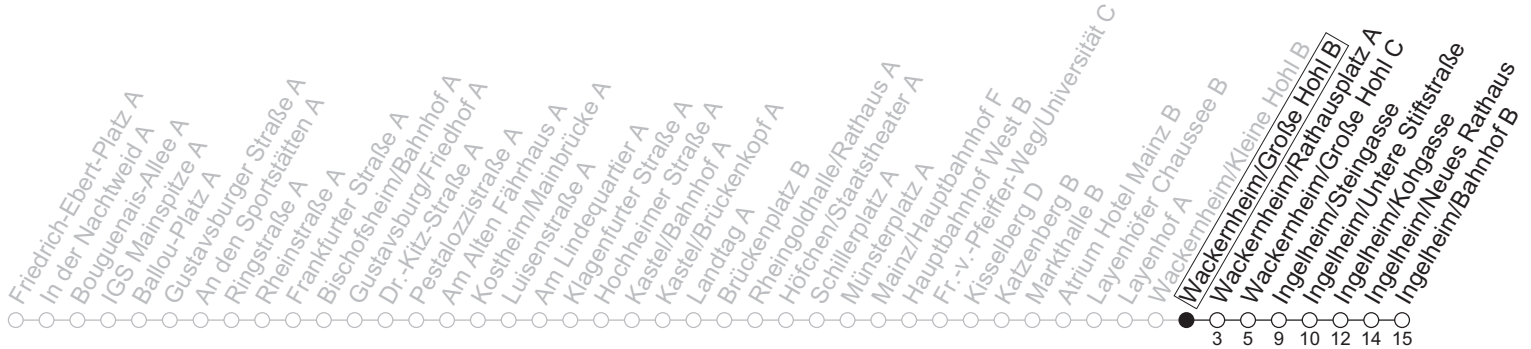 Friedrich-Ebert-Platz A
In der Nachtweid A
Bouguenais-Allee A
IGS Mainspitze A
Ballou-Platz A
Gustavsburger Straße A
An den Sportstätten A
Ringstraße A
Rheinstraße A
Frankfurter Straße A
Bischofsheim/Bahnhof A
Gustavsburg/Friedhof A
Dr.-Kitz-Straße A
Pestalozzistraße A
Am Alten Fährhaus A
Kostheim/Mainbrücke A
Luisenstraße A
Am Lindequartier A
Klagenfurter Straße A
Hochheimer Straße A
Kastel/Bahnhof A
Kastel/Brückenkopf A
Landtag A
Brückenplatz B
Rheingoldhalle/Rathaus A
Höfchen/Staatstheater A
Schillerplatz A
Münsterplatz A
Mainz/Hauptbahnhof F
Hauptbahnhof West B
Fr.-v.-Pfeiffer-Weg/Universität C
Kisselberg D
Katzenberg B
Markthalle B
Atrium Hotel Mainz B
Layenhöfer Chaussee B
Layenhof A
Wackernheim/Kleine Hohl B
Wackernheim/Große Hohl B
Wackernheim/Rathausplatz A
Wackernheim/Große Hohl C
Ingelheim/Steingasse
Ingelheim/Untere Stiftstraße
Ingelheim/Kohgasse
Ingelheim/Neues Rathaus
Ingelheim/Bahnhof B
3 5 9 10 12 14 15